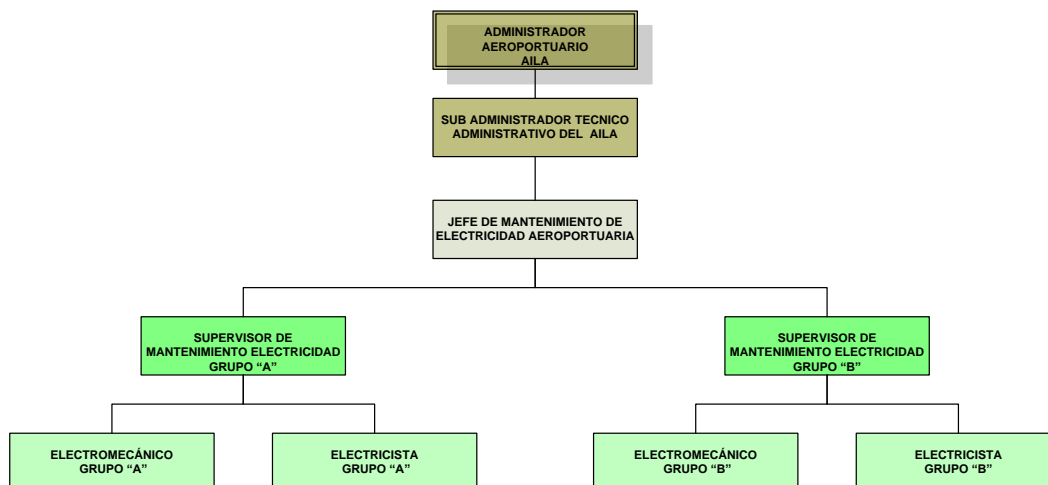 ADMINISTRADOR
AEROPORTUARIO
AILA
SUB ADMINISTRADOR TECNICO
ADMINISTRATIVO DEL AILA
JEFE DE MANTENIMIENTO DE
ELECTRICIDAD AEROPORTUARIA
SUPERVISOR DE
MANTENIMIENTO ELECTRICIDAD
GRUPO “A”
SUPERVISOR DE
MANTENIMIENTO ELECTRICIDAD
GRUPO “B”
ELECTROMECÁNICO
GRUPO “A”
ELECTRICISTA
GRUPO “A”
ELECTROMECÁNICO
GRUPO “B”
ELECTRICISTA
GRUPO “B”